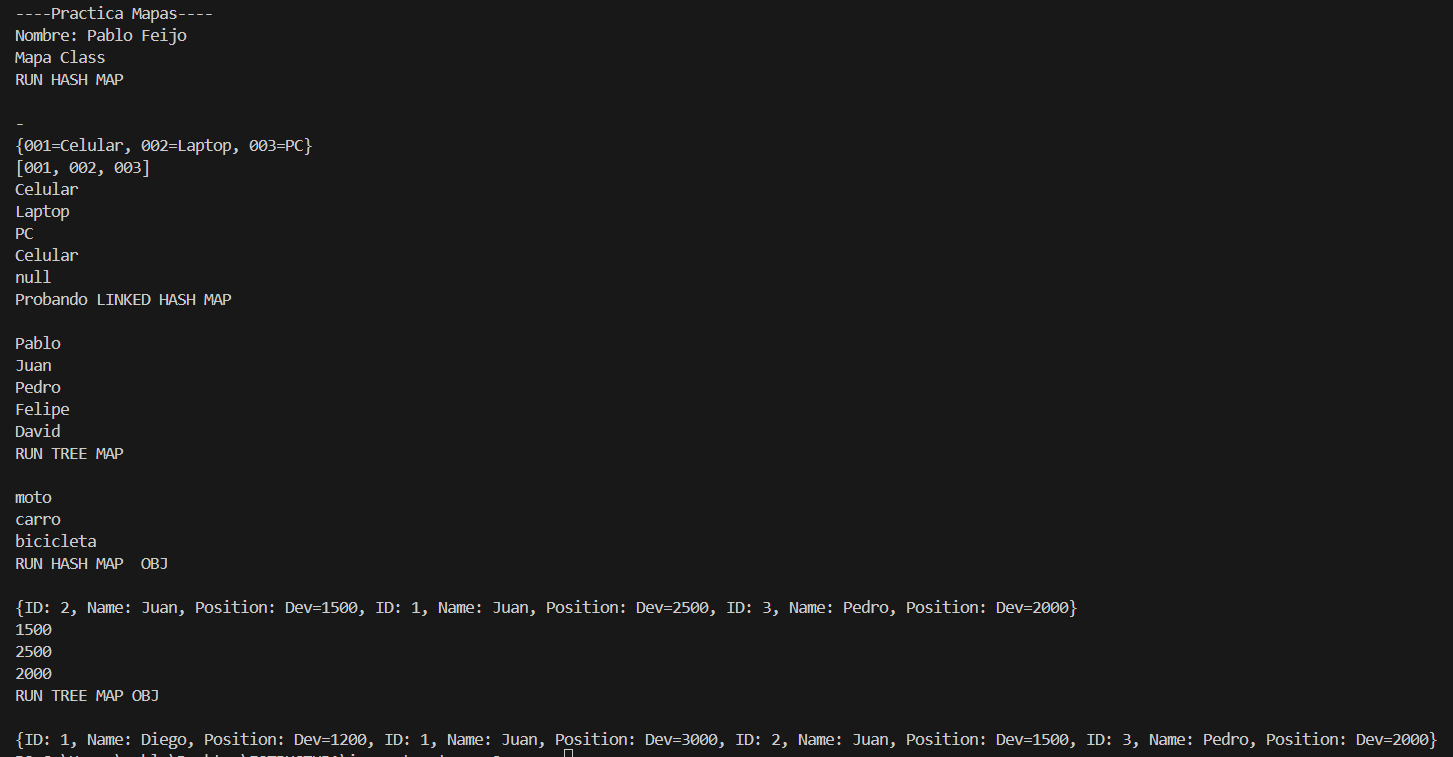 ----Practica Mapas----
Nombre: Pablo Feijo
Mapa Class
RUN HASH MAP
-
{001=Celular, 002=Laptop, 003=PC}
[001, 002, 003]
Celular
Laptop
PC
Celular
null
Probando LINKED HASH MAP
Pablo
Juan
Pedro
Felipe
David
RUN TREE MAP
moto
carro
bicicleta
RUN HASH MAP  OBJ
{ID: 2, Name: Juan, Position: Dev=1500, ID: 1, Name: Juan, Position: Dev=2500, ID: 3, Name: Pedro, Position: Dev=2000}
1500
2500
2000
RUN TREE MAP OBJ
{ID: 1, Name: Diego, Position: Dev=1200, ID: 1, Name: Juan, Position: Dev=3000, ID: 2, Name: Juan, Position: Dev=1500, ID: 3, Name: Pedro, Position: Dev=2000}